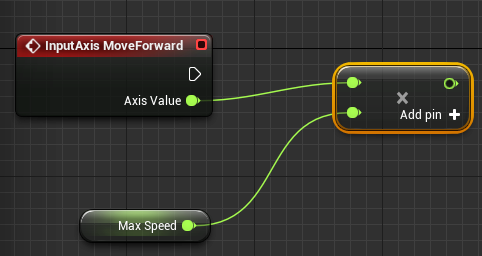 InputAxis MoveForward
Axis Value
Add pin
Max Speed